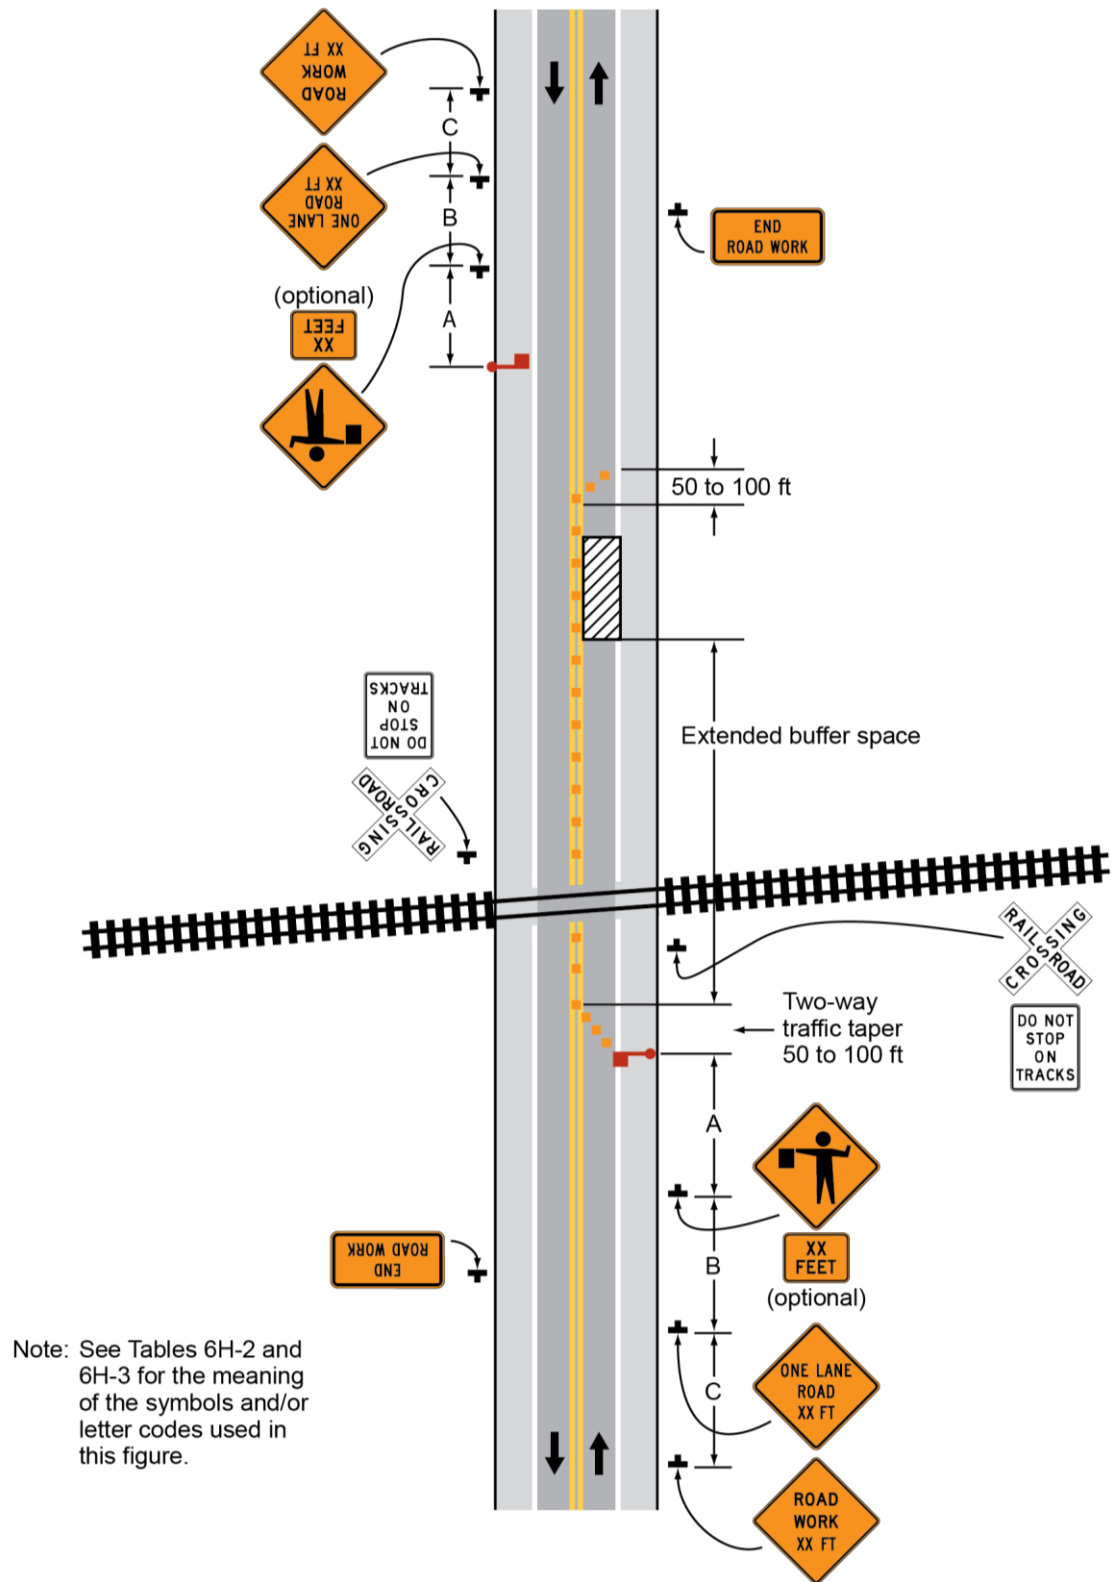 ROAD
WORK
XX FT
C
ONE LANE
ROAD
XX FT
B
END
ROAD WORK
(optional)
XX
FEET
A
50 to 100 ft
DO NOT
STOP
ON
TRACKS
Extended buffer space
RAILROAD
CROSSING
RAILROAD
CROSSING
Two-way
traffic taper
50 to 100 ft
DO NOT
STOP
ON
TRACKS
A
END
ROAD WORK
B
XX
FEET
(optional)
Note: See Tables 6H-2 and
6H-3 for the meaning
of the symbols and/or
letter codes used in
this figure.
ONE LANE
ROAD
XX FT
C
ROAD
WORK
XX FT